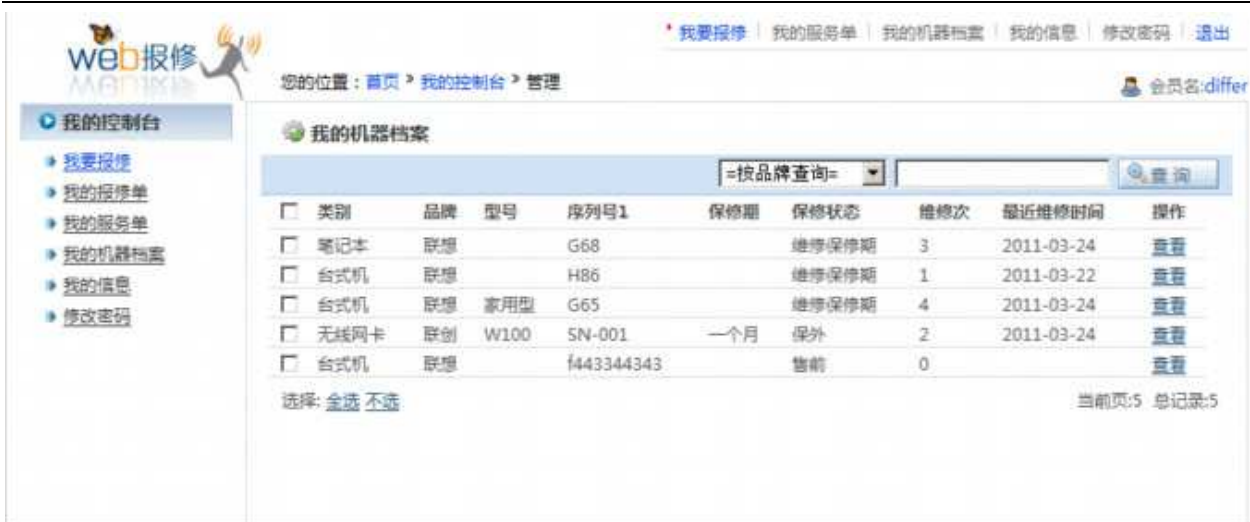 web报修
* 我要报修 | 我的服务单 | 我的机器档案 | 我的信息 | 修改密码 | 退出
您的位置：首页 > 我的控制台 > 管理
会员名:differ
我的控制台
我要报修
我的报修单
我的服务单
我的机器档案
我的信息
修改密码
我的机器档案
=按品牌查询= 查询
类别 品牌 型号 序列号1 保修期 保修状态 维修次 最近维修时间 操作
笔记本 联想 G68 维修保修期 3 2011-03-24 查看
台式机 联想 H86 维修保修期 1 2011-03-22 查看
台式机 联想 家用型 G65 维修保修期 4 2011-03-24 查看
无线网卡 联创 W100 SN-001 一个月 保外 2 2011-03-24 查看
台式机 联想 f443344343 售前 0 查看
选择: 全选 不选
当前页:5 总记录:5